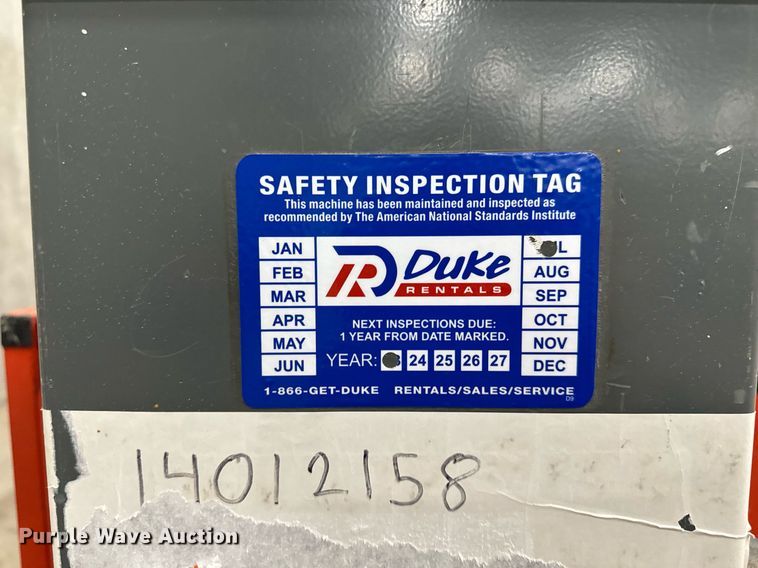 SAFETY INSPECTION TAG
This machine has been maintained and inspected as
recommended by The American National Standards Institute
JAN
FEB
MAR
APR
MAY
JUN
R Duke
RENTALS
NEXT INSPECTIONS DUE:
1 YEAR FROM DATE MARKED.
YEAR: 24 25 26 27
AUG
SEP
OCT
NOV
DEC
1-866-GET-DUKE RENTALS/SALES/SERVICE
D9
14012158
Purple Wave Auction